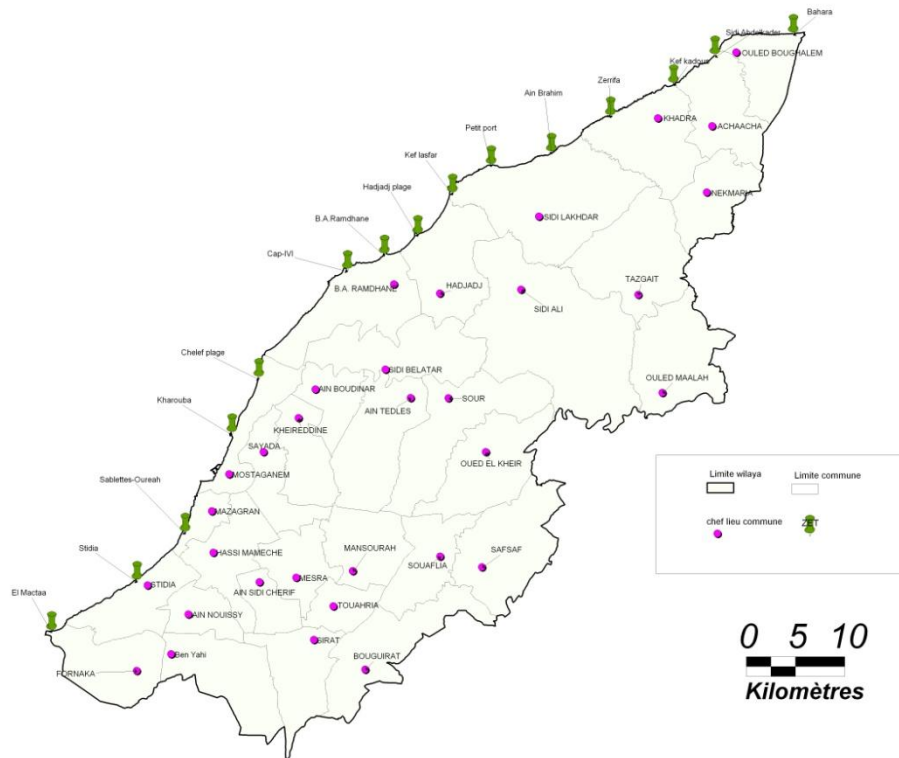 Bahara
Sidi Abdelkader
OULED BOUGHALEM
Kef kadous
Zerrifa
KHADRA
ACHAACHA
Ain Brahim
Petit port
Kef lasfar
NEKMARIA
Hadjadj plage
SIDI LAKHDAR
B.A.Ramdhane
Cap-IVI
B.A. RAMDHANE
HADJADJ
SIDI ALI
TAZGAIT
Chelef plage
SIDI BELATAR
OULED MAALAH
AIN BOUDINAR
AIN TEDLES
SOUR
Kharouba
KHEIREDDINE
SAYADA
OUED EL KHEIR
MOSTAGANEM
Sablettes-Oureah
MAZAGRAN
HASSI MAMECHE
MANSOURAH
SOUAFLIA
SAFSAF
Stidia
STIDIA
AIN SIDI CHERIF
MESRA
El Mactaa
AIN NOUISSY
TOUAHRIA
SIRAT
Ben Yahi
BOUGUIRAT
FORNAKA
Limite wilaya
Limite commune
chef lieu commune
ZET
0 5 10
Kilomètres